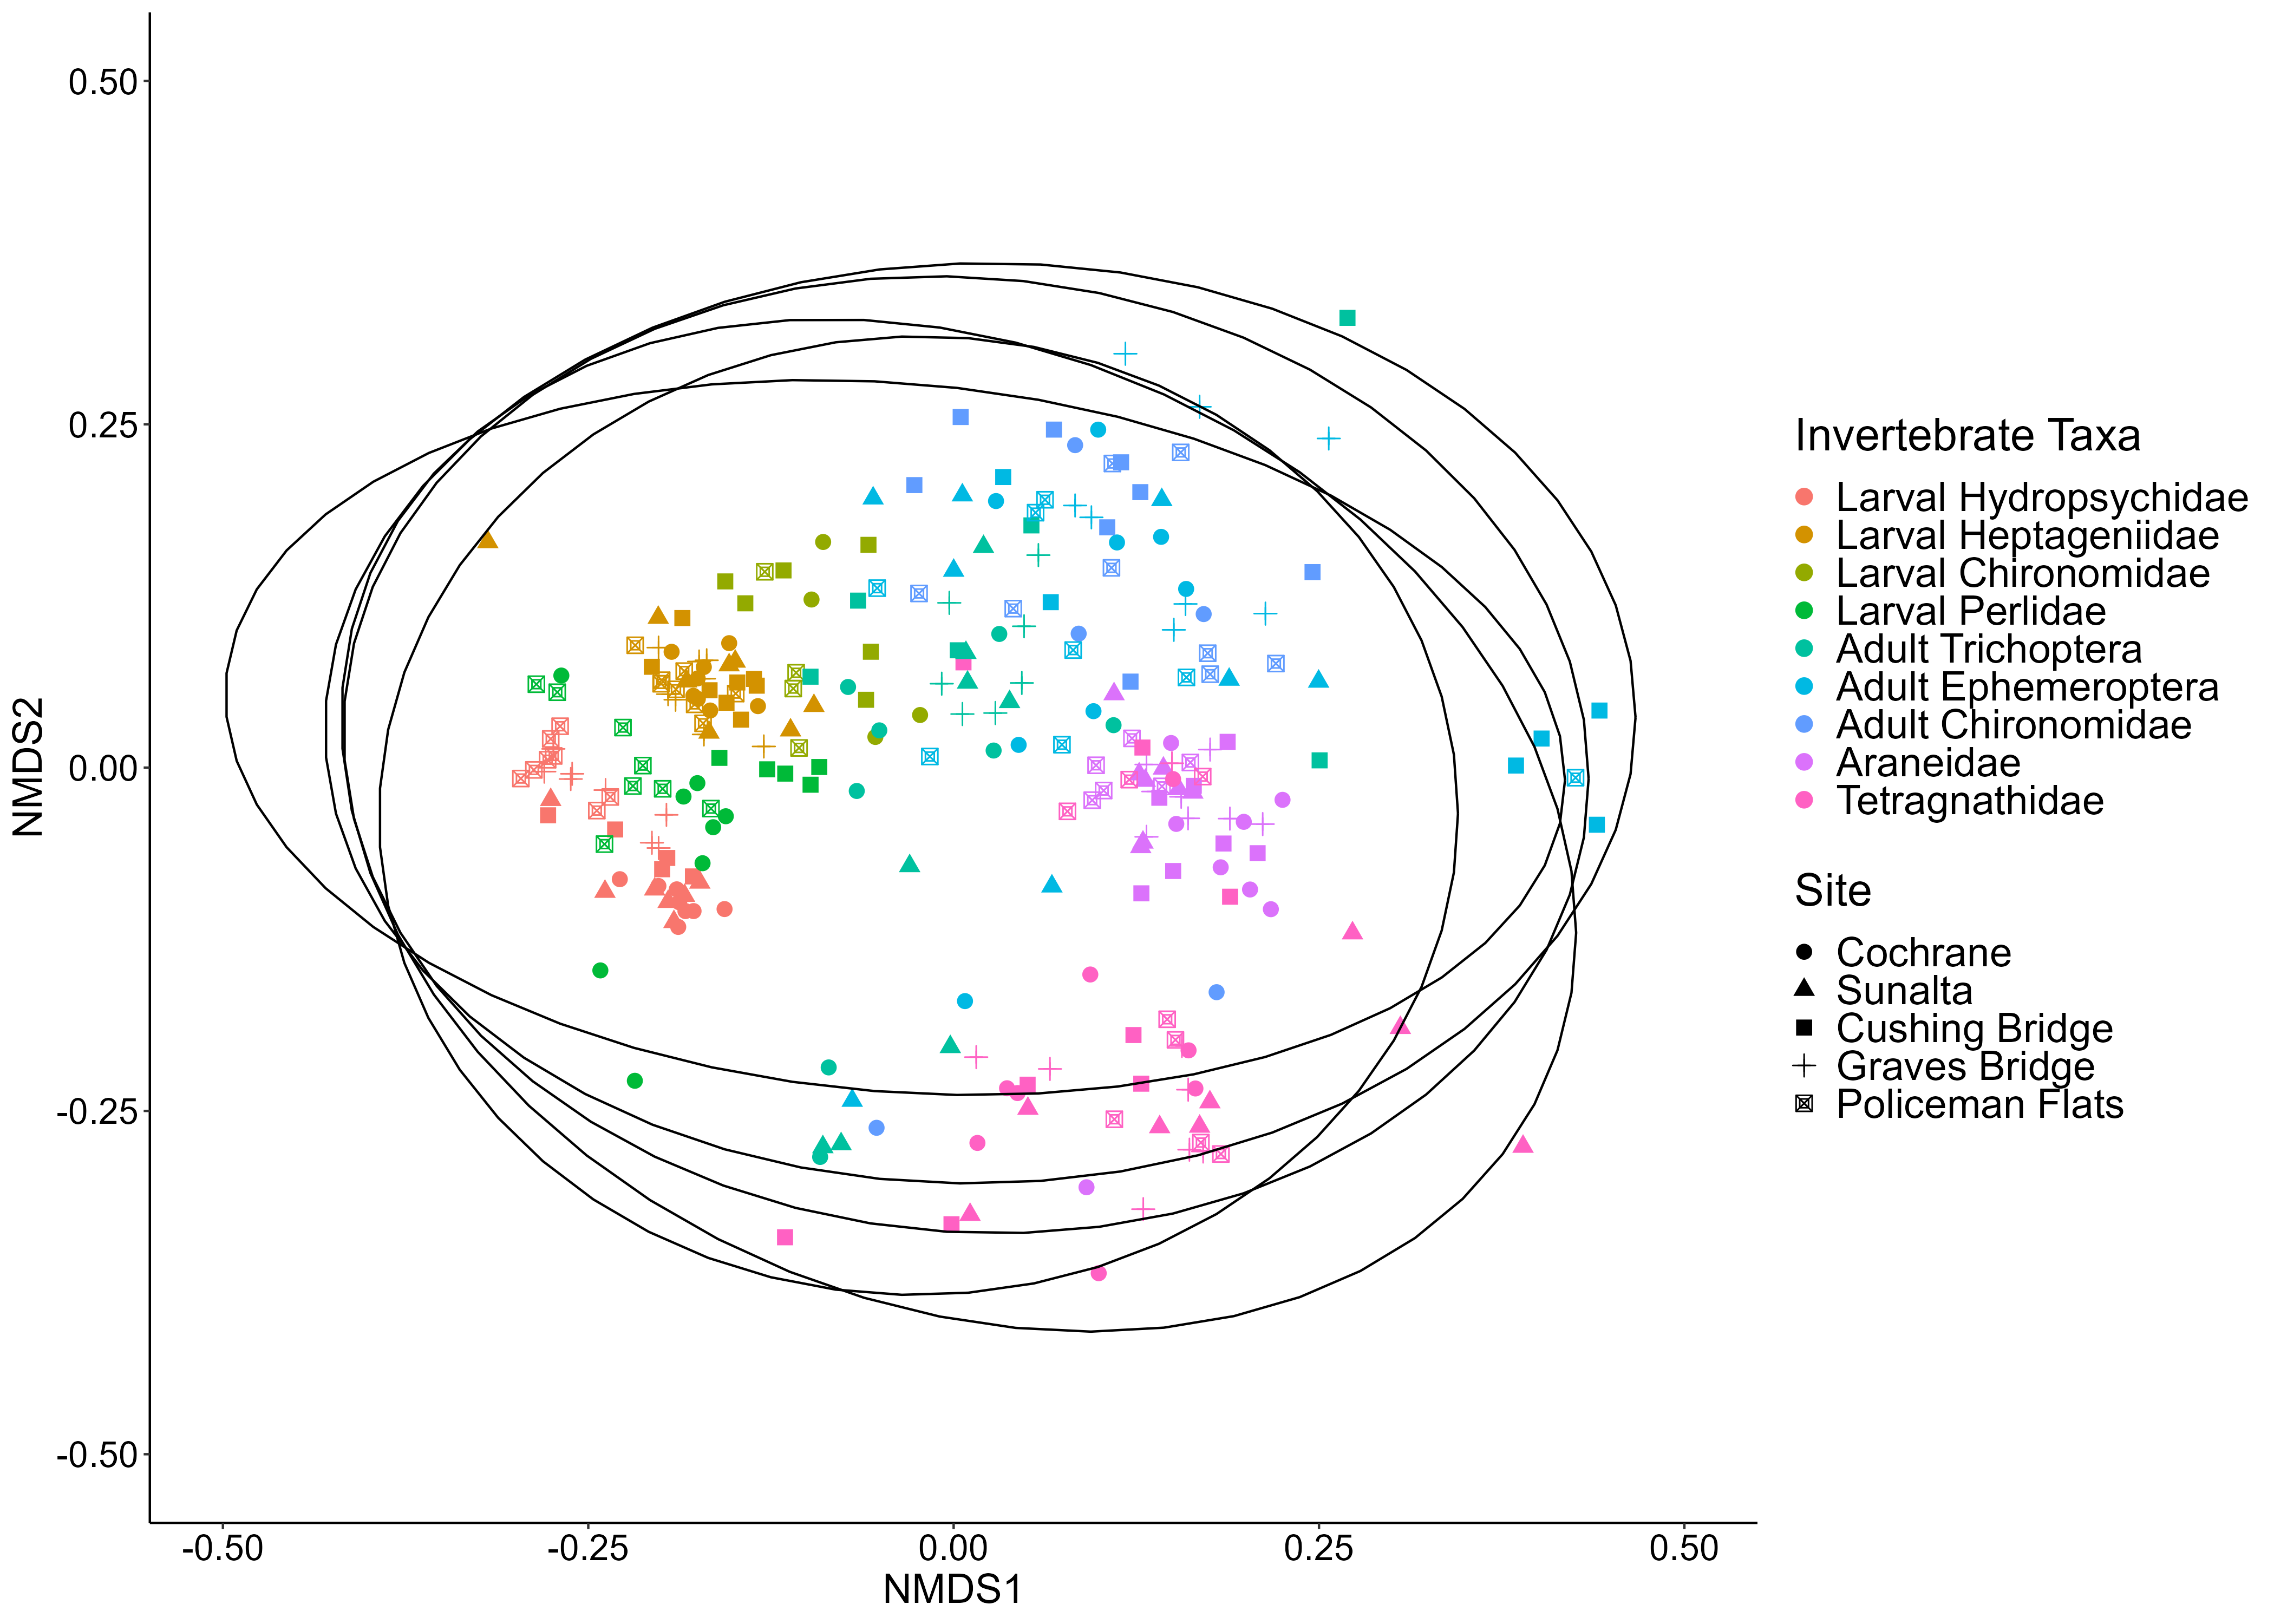 0.50
0.25
0.00
-0.25
-0.50
NMDS2
-0.50
-0.25
0.00
0.25
0.50
NMDS1
Invertebrate Taxa
Larval Hydropsychidae
Larval Heptageniidae
Larval Chironomidae
Larval Perlidae
Adult Trichoptera
Adult Ephemeroptera
Adult Chironomidae
Araneidae
Tetragnathidae
Site
Cochrane
Sunalta
Cushing Bridge
Graves Bridge
Policeman Flats